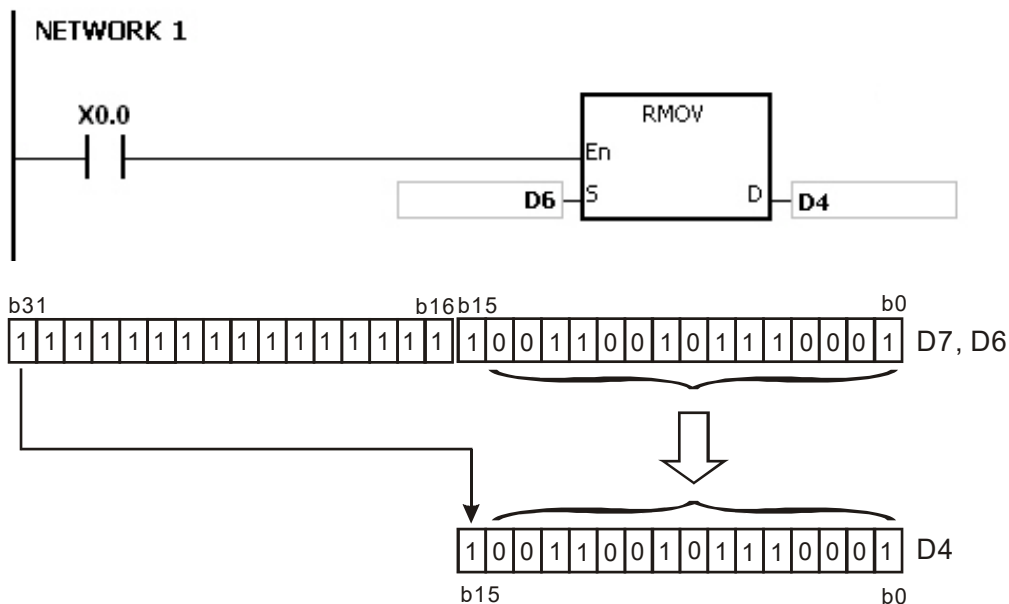 NETWORK 1
X0.0
RMOV
En
D6 S D D4
b31 b16 b15 b0
1 1 1 1 1 1 1 1 1 1 1 1 1 1 1 1 1 0 0 1 1 0 0 1 0 1 1 1 0 0 0 1 D7, D6
1 0 0 1 1 0 0 1 0 1 1 1 0 0 0 1 D4
b15 b0